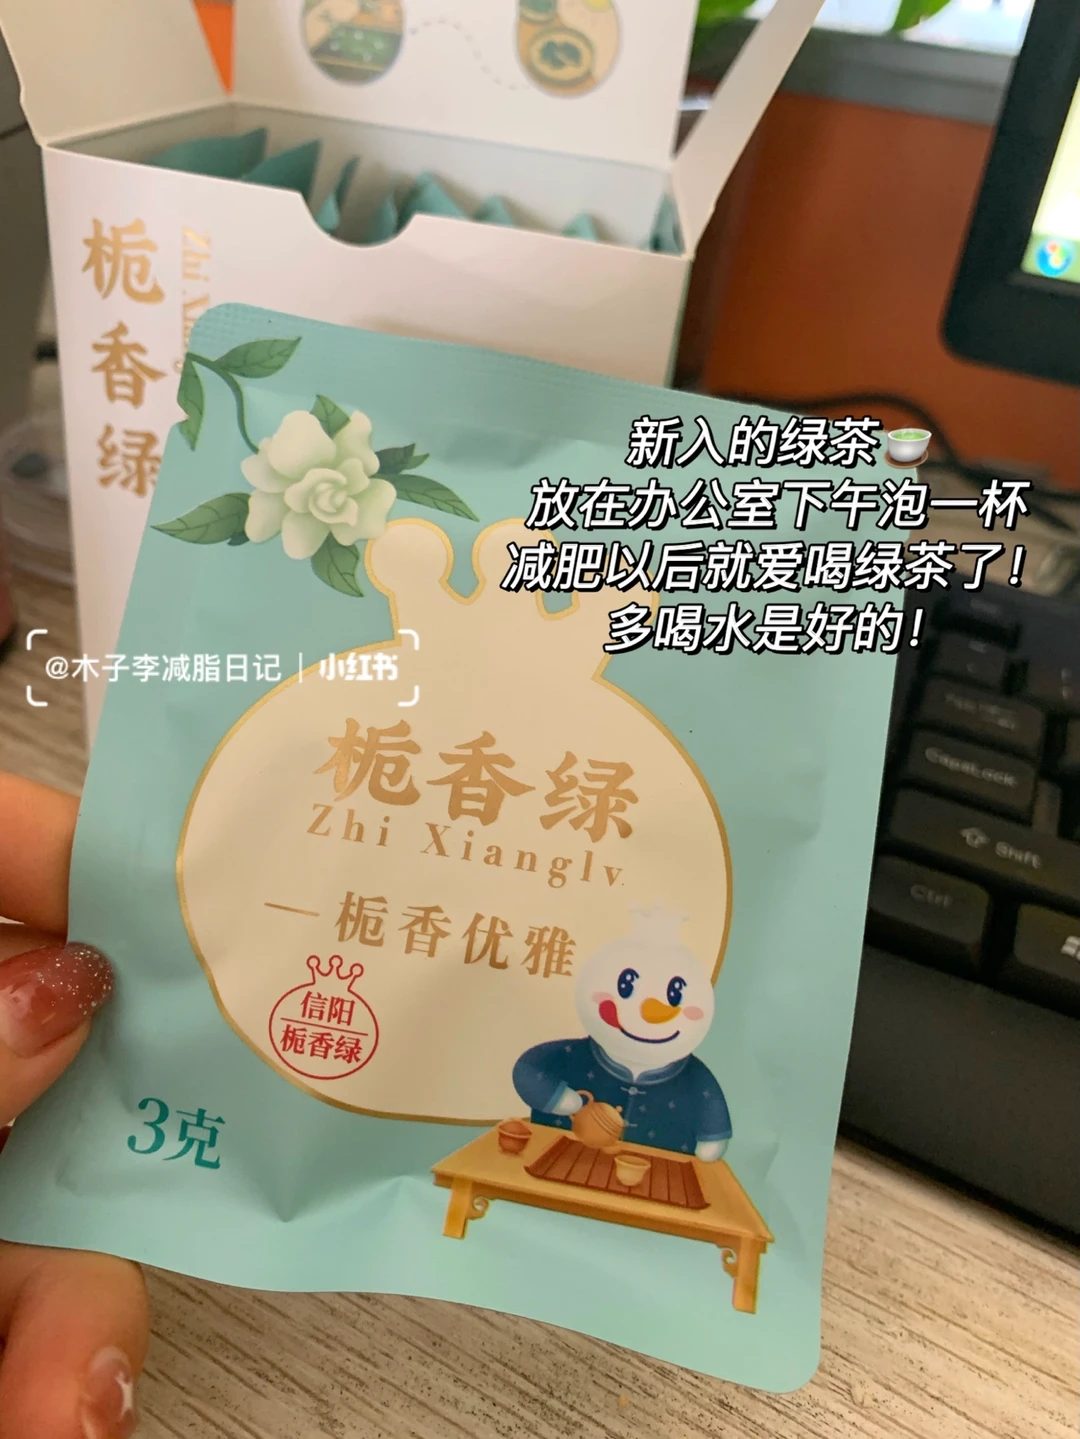 栀香绿
新入的绿茶🍵
放在办公室下午泡一杯
减肥以后就爱喝绿茶了！
多喝水是好的！
@木子李减脂日记｜小红书
栀香绿
Zhi Xianglv
一栀香优雅
信阳
栀香绿
3克
CapsLock
Shift
Ctrl